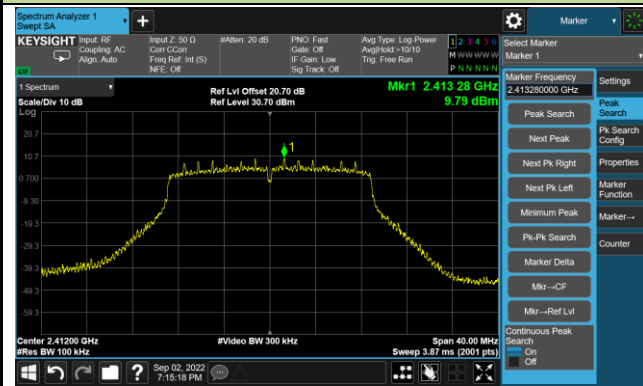 Spectrum Analyzer 1
Swept SA
+
Marker
KEYSIGHT
Input: RF
Coupling: AC
Align: Auto
Input Z: 50 Ω
Corr CCorr
Freq Ref: Int (S)
NFE: Off
#Atten: 20 dB
PNO: Fast
Gate: Off
IF Gain: Low
Sig Track: Off
Avg Type: Log-Power
Avg|Hold:>10/10
Trig: Free Run
1 2 3 4 5 6
M W W W W W
P N N N N N
LXI
Select Marker
Marker 1
1 Spectrum
Scale/Div 10 dB
Log
Ref Lvl Offset 20.70 dB
Ref Level 30.70 dBm
Mkr1 2.413 28 GHz
9.79 dBm
20.7
10.7
0.700
-9.30
-19.3
-29.3
-39.3
-49.3
-59.3
1
Center 2.41200 GHz
#Res BW 100 kHz
#Video BW 300 kHz
Span 40.00 MHz
Sweep 3.87 ms (2001 pts)
Marker Frequency
2.413280000 GHz
Peak Search
Next Peak
Next Pk Right
Next Pk Left
Minimum Peak
Pk-Pk Search
Marker Delta
Mkr→CF
Mkr→Ref Lvl
Continuous Peak
Search
On
Off
Settings
Peak
Search
Pk Search
Config
Properties
Marker
Function
Marker→
Counter
?
Sep 02, 2022
7:15:18 PM